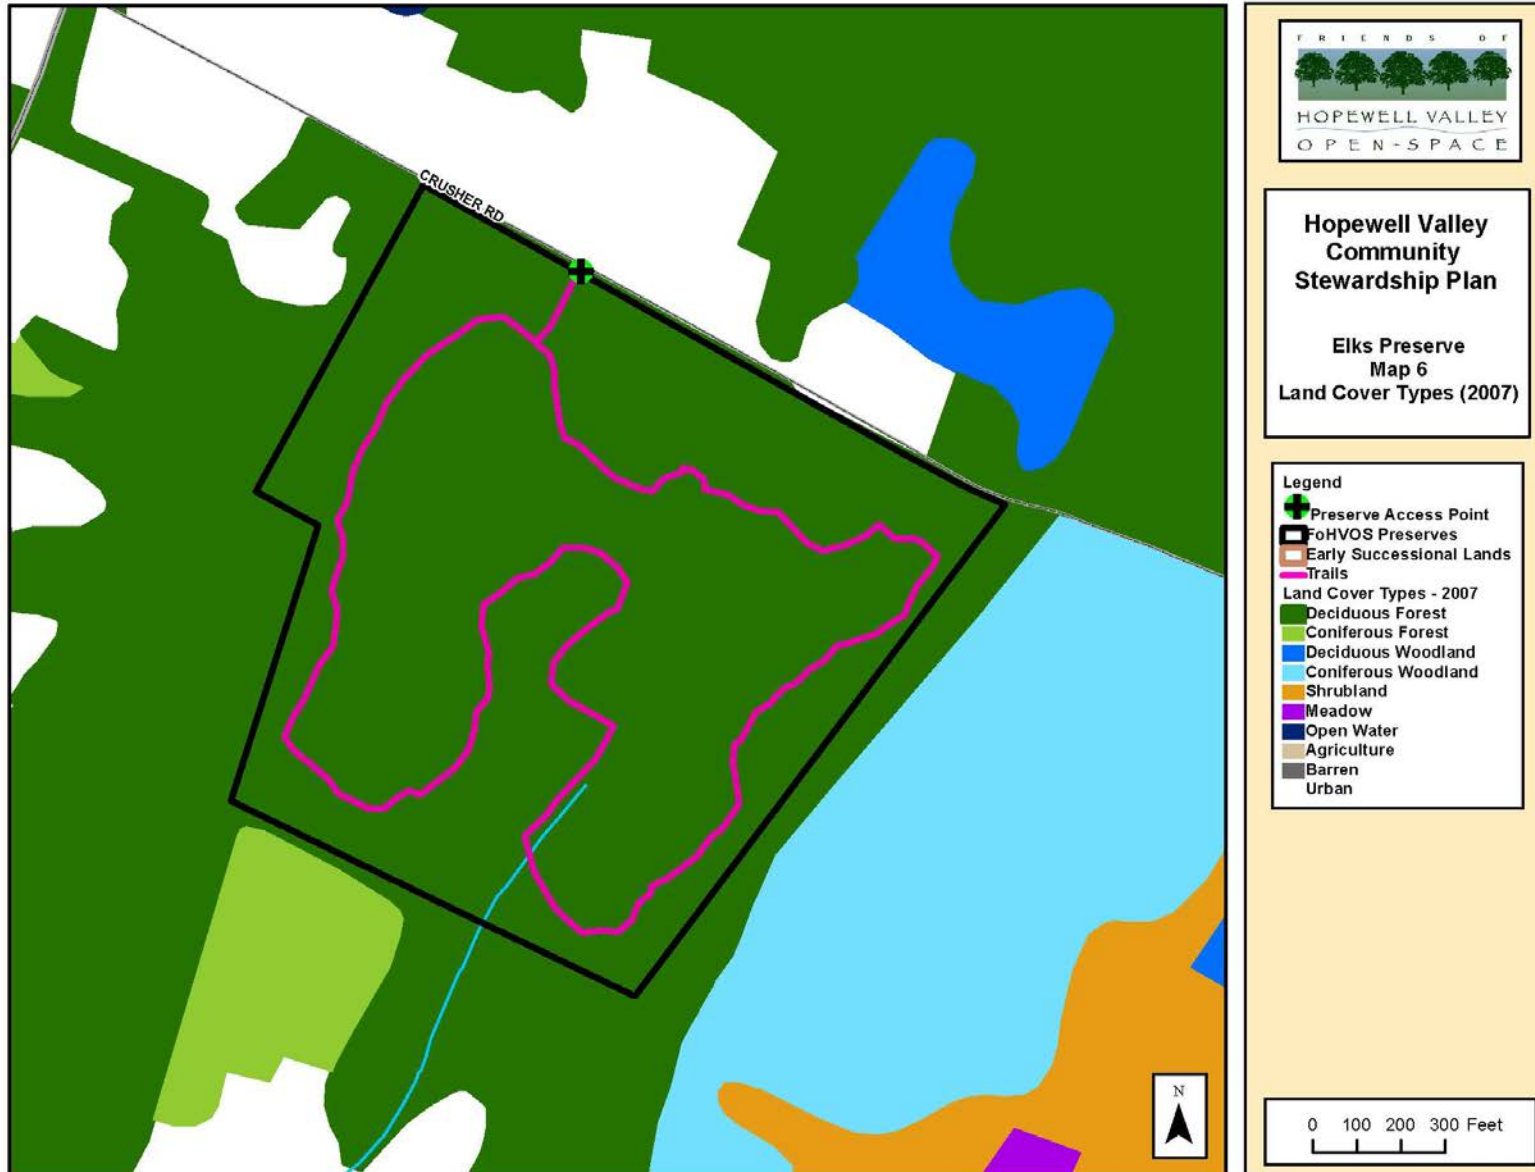 CRUSHER RD
N
FRIENDS OF
HOPEWELL VALLEY
OPEN-SPACE
Hopewell Valley
Community
Stewardship Plan
Elks Preserve
Map 6
Land Cover Types (2007)
Legend
Preserve Access Point
FoHVOS Preserves
Early Successional Lands
Trails
Land Cover Types - 2007
Deciduous Forest
Coniferous Forest
Deciduous Woodland
Coniferous Woodland
Shrubland
Meadow
Open Water
Agriculture
Barren
Urban
0 100 200 300 Feet